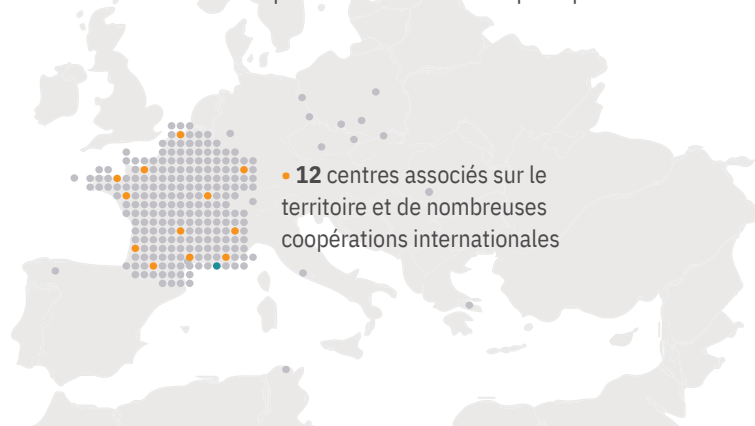 12 centres associés sur le
territoire et de nombreuses
coopérations internationales